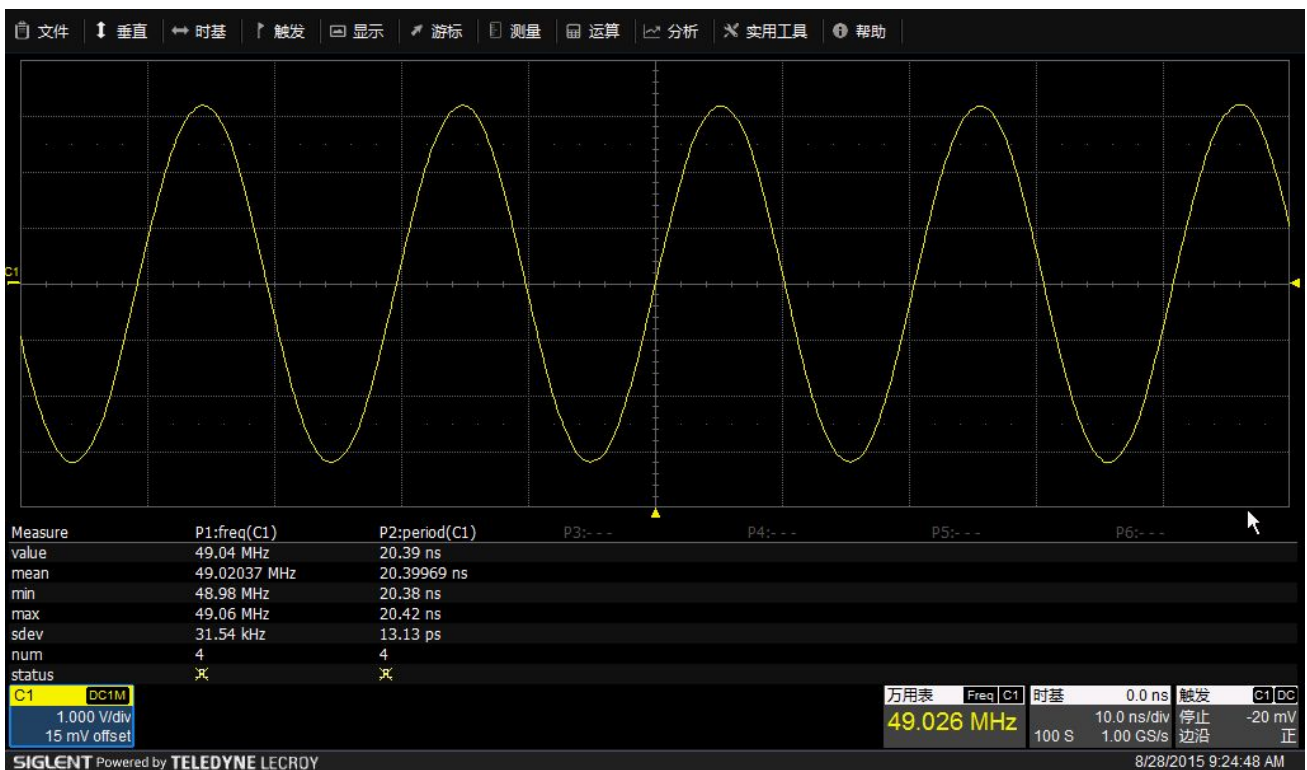 文件 垂直 时基 触发 显示 游标 测量 运算 分析 实用工具 帮助
C1
Measure P1:freq(C1) P2:period(C1) P3:- - - P4:- - - P5:- - - P6:- - -
value 49.04 MHz 20.39 ns
mean 49.02037 MHz 20.39969 ns
min 48.98 MHz 20.38 ns
max 49.06 MHz 20.42 ns
sdev 31.54 kHz 13.13 ps
num 4 4
status
C1 DC1M 万用表 Freq C1 时基 0.0 ns 触发 C1 DC
1.000 V/div 49.026 MHz 10.0 ns/div 停止 -20 mV
15 mV offset 100 S 1.00 GS/s 边沿 正
SIGLENT Powered by TELEDYNE LECROY 8/28/2015 9:24:48 AM